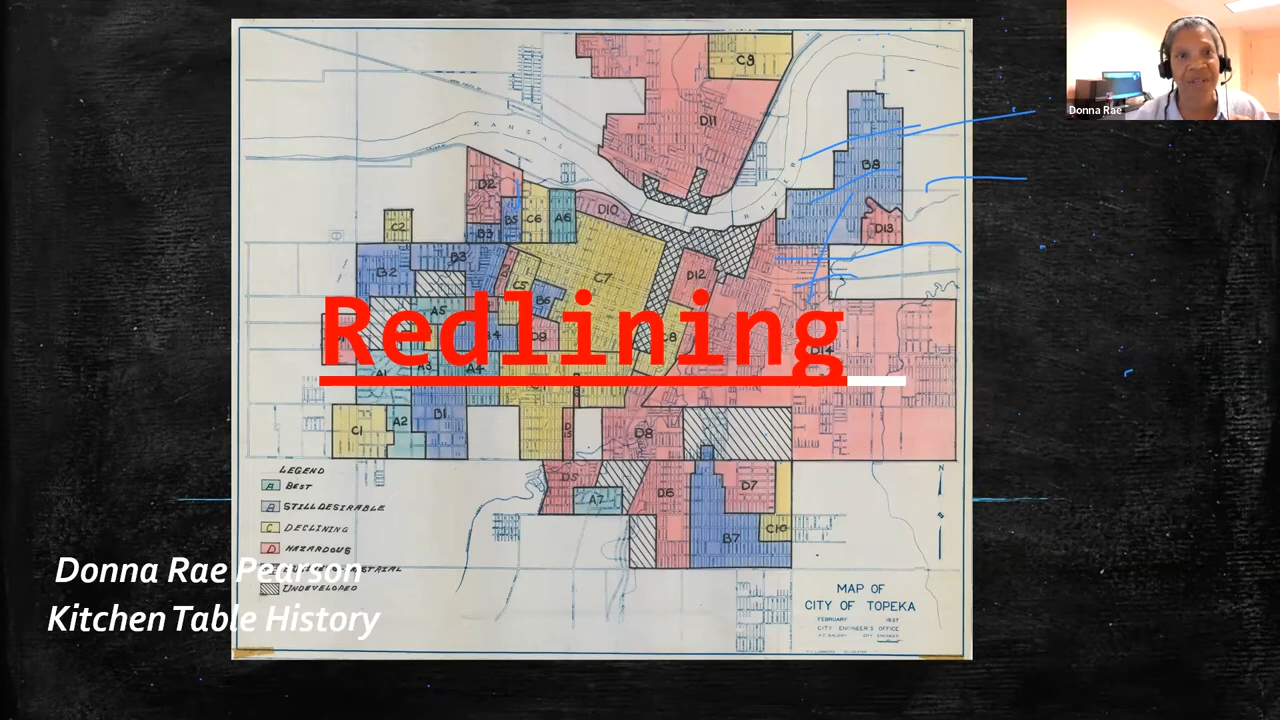 Donna Rae
C8
D11
KANSAS
RIVER
B8
D2
B5
C6
A6
D10
C2
B3
D13
B3
B2
C7
D12
C5
B6
A5
Redlining
D9
C8
D14
A1
A3
A4
C1
A2
B1
D8
LEGEND
A BEST
B STILL DESIRABLE
C DECLINING
D HAZARDOUS
UNDEVELOPED
D5
A7
D6
D7
C10
B7
N
S
Donna Rae Pearson
Kitchen Table History
MAP OF
CITY OF TOPEKA
FEBRUARY 1937
CITY ENGINEER'S OFFICE
CITY ENGINEER